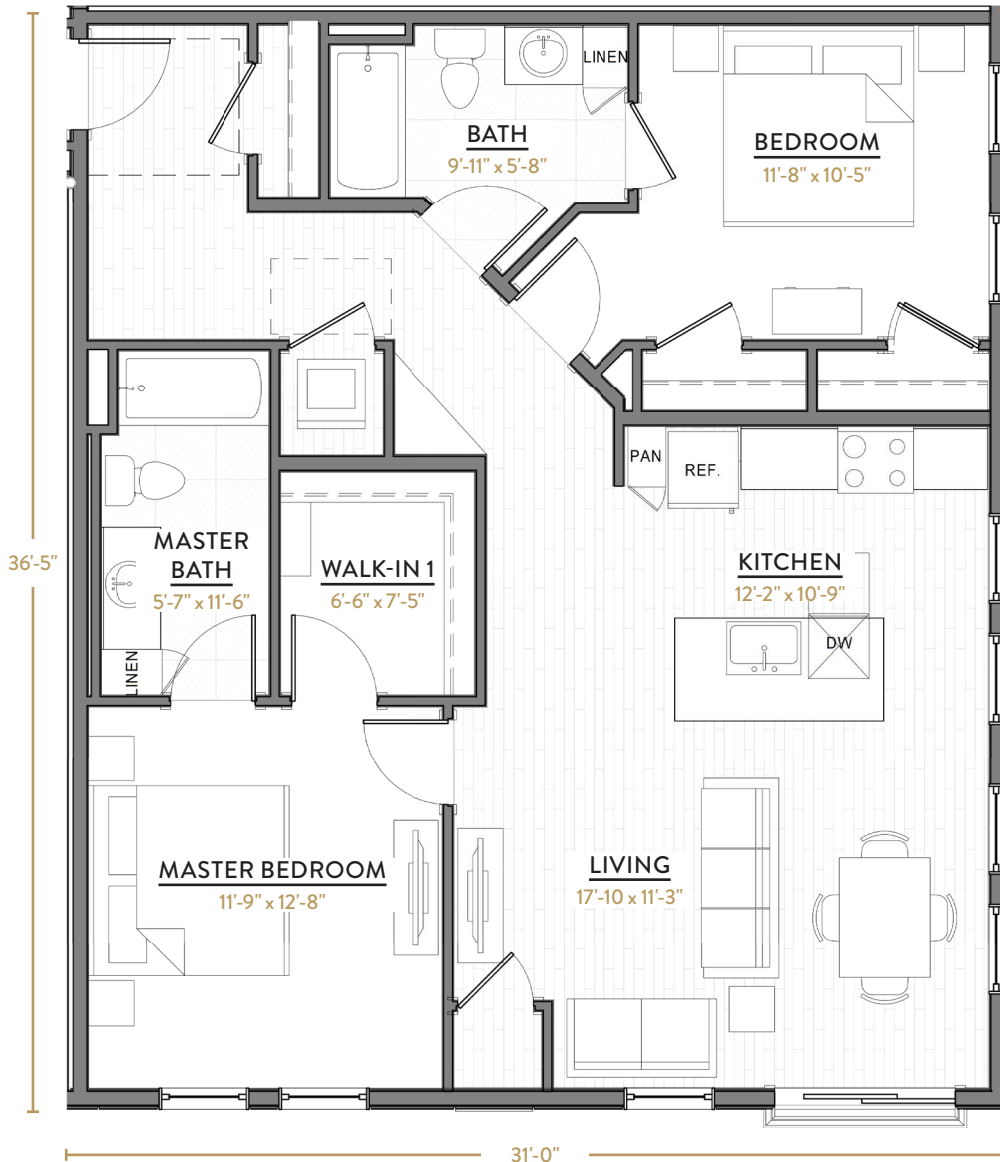 LINEN
BATH
9'-11" x 5'-8"
BEDROOM
11'-8" x 10'-5"
PAN
REF.
36'-5"
MASTER
BATH
5'-7" x 11'-6"
WALK-IN 1
6'-6" x 7'-5"
KITCHEN
12'-2" x 10'-9"
DW
LINEN
MASTER BEDROOM
11'-9" x 12'-8"
LIVING
17'-10 x 11'-3"
31'-0"